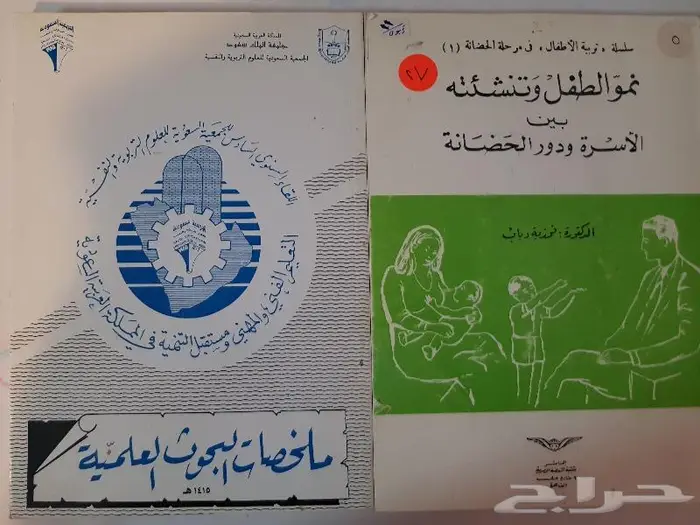 المملكة العربية السعودية
جامعة الملك سعود
الجمعية السعودية للعلوم التربوية والنفسية
اللقاء السنوي السادس للجمعية السعودية للعلوم التربوية والنفسية
التعليم الفني والمهني ومستقبل التنمية في المملكة العربية السعودية
ملخصات البحوث العلمية
١٤١٥هـ
سلسلة «تربية الأطفال» في مرحلة الحضانة (١)
٢٧
٥
نمو الطفل وتنشئته
بين
الأسرة ودور الحضانة
الدكتورة: فوزية دياب
حراج